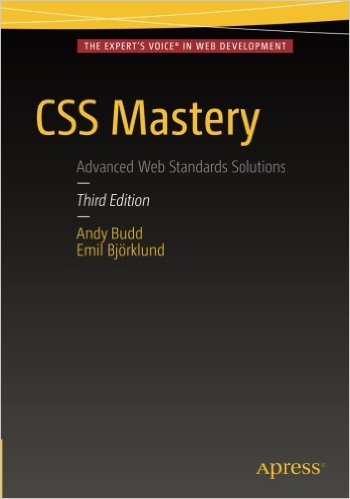 THE EXPERT'S VOICE® IN WEB DEVELOPMENT
CSS Mastery
Advanced Web Standards Solutions
Third Edition
Andy Budd
Emil Björklund
Apress®